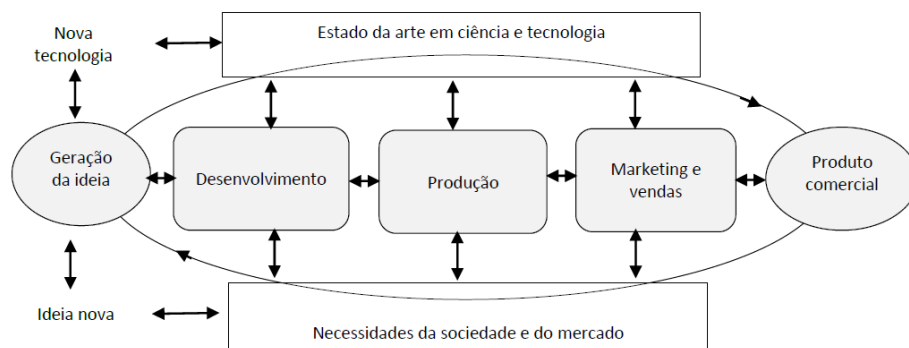 Nova
tecnologia
Estado da arte em ciência e tecnologia
Geração
da ideia
Desenvolvimento
Produção
Marketing e
vendas
Produto
comercial
Ideia nova
Necessidades da sociedade e do mercado